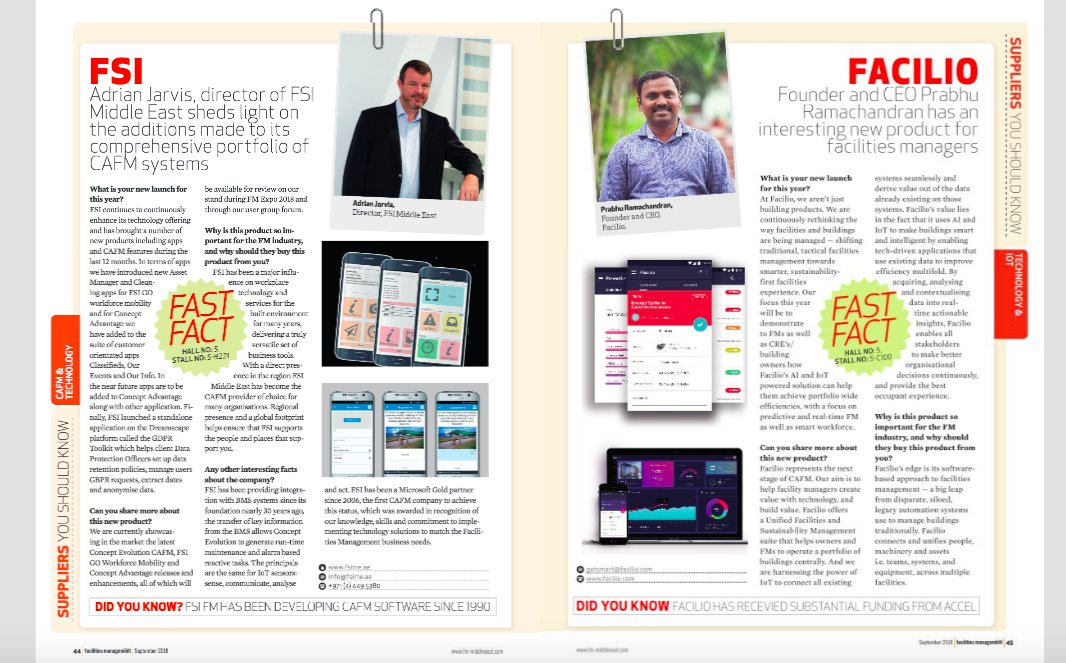 FSI
Adrian Jarvis, director of FSI
Middle East sheds light on
the additions made to its
comprehensive portfolio of
CAFM systems
What is your new launch for
this year?
FSI continues to continuously
enhance its technology offering
and has brought a number of
new products including apps
and CAFM features during the
last 12 months. In terms of apps
we have introduced new Asset
Manager and Clean-
ing apps for FSI GO
workforce mobility
and for Concept
Advantage we
have added to the
suite of customer
orientated apps
Classifieds, Our
Events and Our Info. In
the near future apps are to be
added to Concept Advantage
along with other application. Fi-
nally, FSI launched a standalone
application on the Dreamscape
platform called the GDPR
Toolkit which helps client Data
Protection Officers set up data
retention policies, manage users
GBPR requests, extract dates
and anonymise data.
Can you share more about
this new product?
We are currently showcas-
ing in the market the latest
Concept Evolution CAFM, FSI
GO Workforce Mobility and
Concept Advantage releases and
enhancements, all of which will
be available for review on our
stand during FM Expo 2018 and
through our user group forum.
Why is this product so im-
portant for the FM industry,
and why should they buy this
product from you?
FSI has been a major influ-
ence on workplace
technology and
services for the
built environment
for many years,
delivering a truly
versatile set of
business tools.
With a direct pres-
ence in the region FSI
Middle East has become the
CAFM provider of choice for
many organisations. Regional
presence and a global footprint
helps ensure that FSI supports
the people and places that sup-
port you.
Any other interesting facts
about the company?
FSI has been providing integra-
tion with BMS systems since its
foundation nearly 30 years ago,
the transfer of key information
from the BMS allows Concept
Evolution to generate run-time
maintenance and alarm based
reactive tasks. The principals
are the same for IoT sensors:
sense, communicate, analyse
and act. FSI has been a Microsoft Gold partner
since 2006, the first CAFM company to achieve
this status, which was awarded in recognition of
our knowledge, skills and commitment to imple-
menting technology solutions to match the Facili-
ties Management business needs.
FAST
FACT
HALL NO: 5,
STALL NO: S-H271
Adrian Jarvis,
Director, FSI Middle East
www.fsime.ae
info@fsime.ae
+971 (4) 449 5380
DID YOU KNOW? FSI FM HAS BEEN DEVELOPING CAFM SOFTWARE SINCE 1990
CAFM &
TECHNOLOGY
SUPPLIERS YOU SHOULD KNOW
44 facilities management September 2018
www.fm-middleeast.com
FACILIO
Founder and CEO Prabhu
Ramachandran has an
interesting new product for
facilities managers
Prabhu Ramachandran,
Founder and CEO.
Facilio.
What is your new launch
for this year?
At Facilio, we aren't just
building products. We are
continuously rethinking the
way facilities and buildings
are being managed — shifting
traditional, tactical facilities
management towards
smarter, sustainability-
first facilities
experience. Our
focus this year
will be to
demonstrate
to FMs as well
as CRE's/
building
owners how
Facilio's AI and IoT
powered solution can help
them achieve portfolio wide
efficiencies, with a focus on
predictive and real-time FM
as well as smart workforce.
Can you share more about
this new product?
Facilio represents the next
stage of CAFM. Our aim is to
help facility managers create
value with technology, and
build value. Facilio offers
a Unified Facilities and
Sustainability Management
suite that helps owners and
FMs to operate a portfolio of
buildings centrally. And we
are harnessing the power of
IoT to connect all existing
systems seamlessly and
derive value out of the data
already existing on those
systems. Facilio's value lies
in the fact that it uses AI and
IoT to make buildings smart
and intelligent by enabling
tech-driven applications that
use existing data to improve
efficiency multifold. By
acquiring, analysing
and contextualising
data into real-
time actionable
insights, Facilio
enables all
stakeholders
to make better
organisational
decisions continuously,
and provide the best
occupant experience.
Why is this product so
important for the FM
industry, and why should
they buy this product from
you?
Facilio's edge is its software-
based approach to facilities
management — a big leap
from disparate, siloed,
legacy automation systems
use to manage buildings
traditionally. Facilio
connects and unifies people,
machinery and assets
i.e. teams, systems, and
equipment, across multiple
facilities.
FAST
FACT
HALL NO: 5,
STALL NO: S-C100
getsmart@facilio.com
www.facilio.com
DID YOU KNOW FACILIO HAS RECEVIED SUBSTANTIAL FUNDING FROM ACCEL
SUPPLIERS YOU SHOULD KNOW
TECHNOLOGY &
IOT
www.fm-middleeast.com
September 2018 facilities management 45